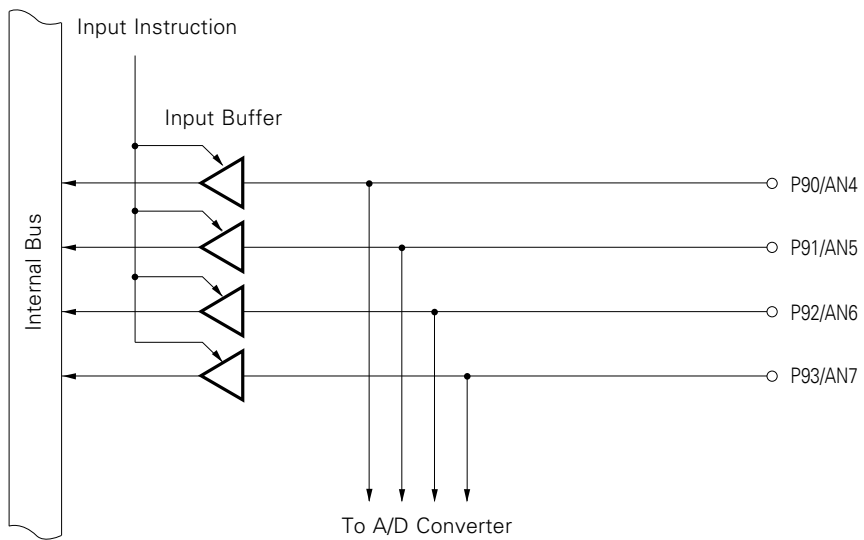 Input Instruction
Input Buffer
Internal Bus
P90/AN4
P91/AN5
P92/AN6
P93/AN7
To A/D Converter